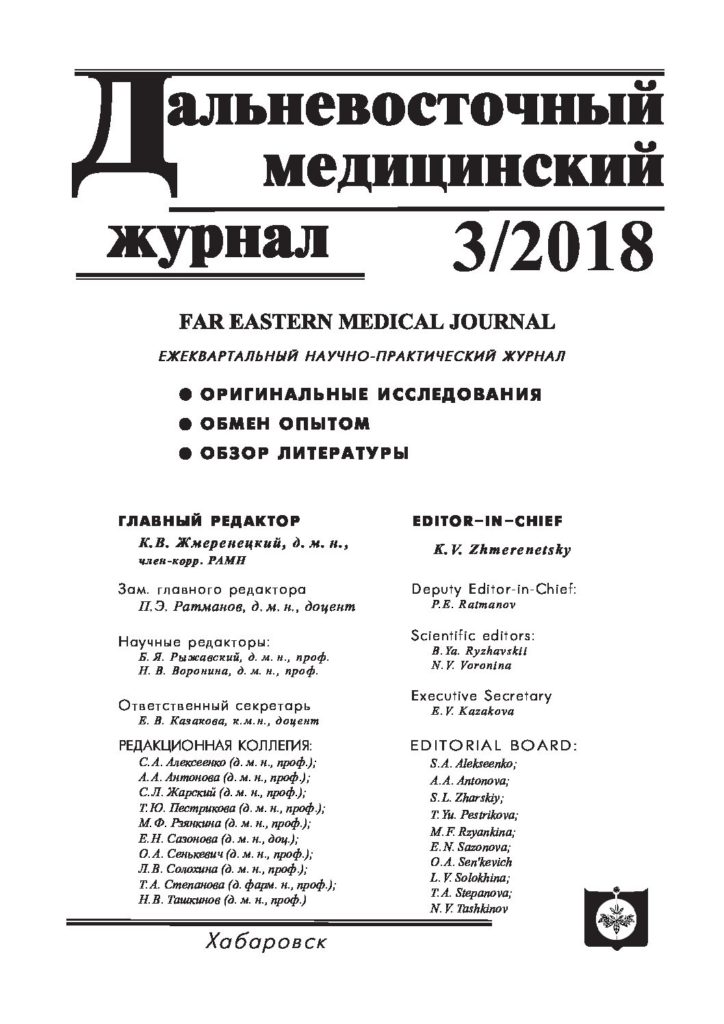 Дальневосточный
медицинский
журнал 3/2018
FAR EASTERN MEDICAL JOURNAL
ЕЖЕКВАРТАЛЬНЫЙ НАУЧНО-ПРАКТИЧЕСКИЙ ЖУРНАЛ
● ОРИГИНАЛЬНЫЕ ИССЛЕДОВАНИЯ
● ОБМЕН ОПЫТОМ
● ОБЗОР ЛИТЕРАТУРЫ
ГЛАВНЫЙ РЕДАКТОР
К.В. Жмеренецкий, д. м. н.,
член-корр. РАМН
Зам. главного редактора
П.Э. Ратманов, д. м. н., доцент
Научные редакторы:
Б. Я. Рыжавский, д. м. н., проф.
Н. В. Воронина, д. м. н., проф.
Ответственный секретарь
Е. В. Казакова, к.м.н., доцент
РЕДАКЦИОННАЯ КОЛЛЕГИЯ:
С.А. Алексеенко (д. м. н., проф.);
А.А. Антонова (д. м. н., проф.);
С.Л. Жарский (д. м. н., проф.);
Т.Ю. Пестрикова (д. м. н., проф.);
М.Ф. Рзянкина (д. м. н., проф.);
Е.Н. Сазонова (д. м. н., доц.);
О.А. Сенькевич (д. м. н., проф.);
Л.В. Солохина (д. м. н., проф.);
Т.А. Степанова (д. фарм. н., проф.);
Н.В. Ташкинов (д. м. н., проф.)
EDITOR–IN–CHIEF
K. V. Zhmerenetsky
Deputy Editor-in-Chief:
P.E. Ratmanov
Scientific editors:
B. Ya. Ryzhavskii
N. V. Voronina
Executive Secretary
E. V. Kazakova
EDITORIAL BOARD:
S.A. Alekseenko;
A.A. Antonova;
S.L. Zharskiy;
T. Yu. Pestrikova;
M.F. Rzyankina;
E. N. Sazonova;
O.A. Sen'kevich
L. V. Solokhina;
T.A. Stepanova;
N.V. Tashkinov
Хабаровск